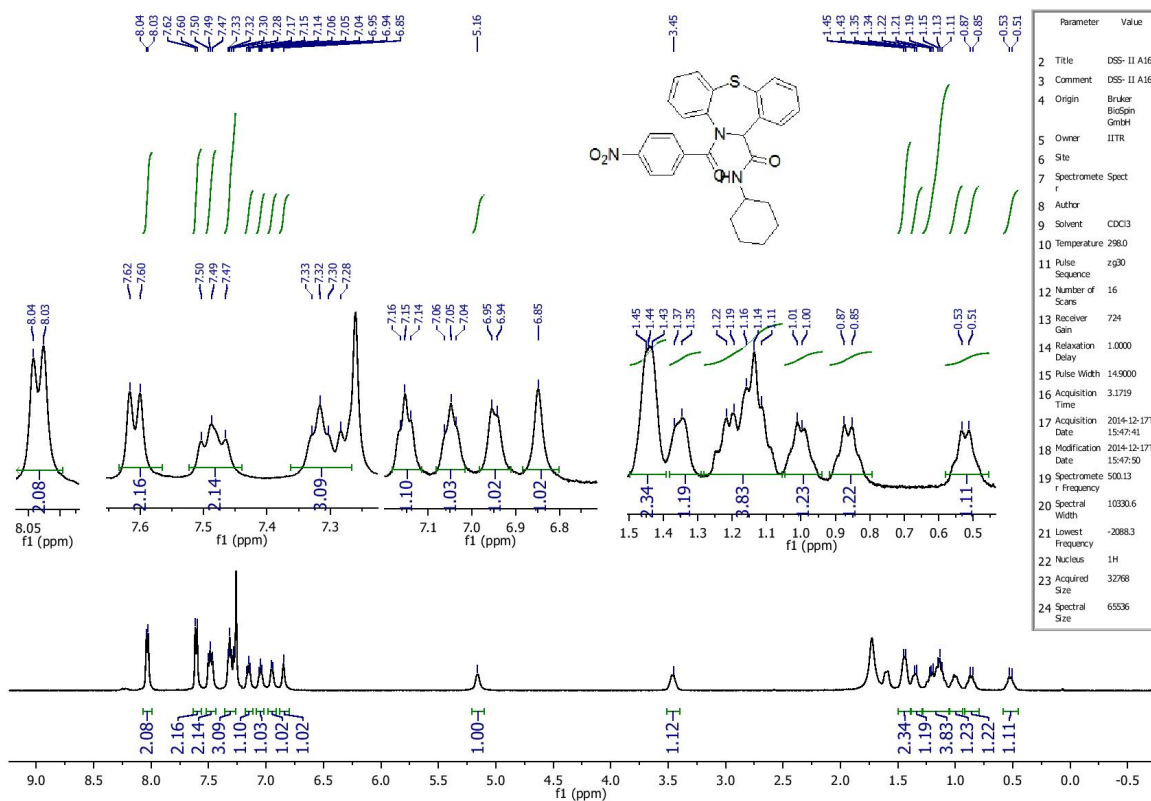 8.04 8.03 7.62 7.60 7.50 7.49 7.47 7.33 7.32 7.30 7.28 7.17 7.15 7.14 7.06 7.05 7.04 6.95 6.94 6.85 5.16 3.45 1.45 1.43 1.35 1.34 1.22 1.21 1.19 1.15 1.13 1.11 0.87 0.85 0.53 0.51
S
N
O2N
O
O
HN
8.04 8.03
7.62 7.60 7.50 7.49 7.47 7.33 7.32 7.30 7.28
7.16 7.15 7.14 7.06 7.05 7.04 6.95 6.94 6.85
1.45 1.44 1.43 1.37 1.35 1.22 1.19 1.16 1.14 1.11 1.01 1.00 0.87 0.85 0.53 0.51
2.08
2.16 2.14 3.09
1.10 1.03 1.02 1.02
2.34 1.19 3.83 1.23 1.22 1.11
8.05
7.6 7.5 7.4 7.3
7.1 7.0 6.9 6.8
1.5 1.4 1.3 1.2 1.1 1.0 0.9 0.8 0.7 0.6 0.5
f1 (ppm)
f1 (ppm)
f1 (ppm)
f1 (ppm)
Parameter Value
2 Title DSS- II A16
3 Comment DSS- II A16
4 Origin Bruker
BioSpin
GmbH
5 Owner IITR
6 Site
7 Spectromete Spect
r
8 Author
9 Solvent CDCl3
10 Temperature 298.0
11 Pulse zg30
Sequence
12 Number of 16
Scans
13 Receiver 724
Gain
14 Relaxation 1.0000
Delay
15 Pulse Width 14.9000
16 Acquisition 3.1719
Time
17 Acquisition 2014-12-17T
Date 15:47:41
18 Modification 2014-12-17T
Date 15:47:50
19 Spectromete 500.13
r Frequency
20 Spectral 10330.6
Width
21 Lowest -2088.3
Frequency
22 Nucleus 1H
23 Acquired 32768
Size
24 Spectral 65536
Size
2.08 2.16 2.14 3.09 1.10 1.03 1.02 1.02 1.00 1.12 2.34 1.19 3.83 1.23 1.22 1.11
9.0 8.5 8.0 7.5 7.0 6.5 6.0 5.5 5.0 4.5 4.0 3.5 3.0 2.5 2.0 1.5 1.0 0.5 0.0 -0.5
f1 (ppm)